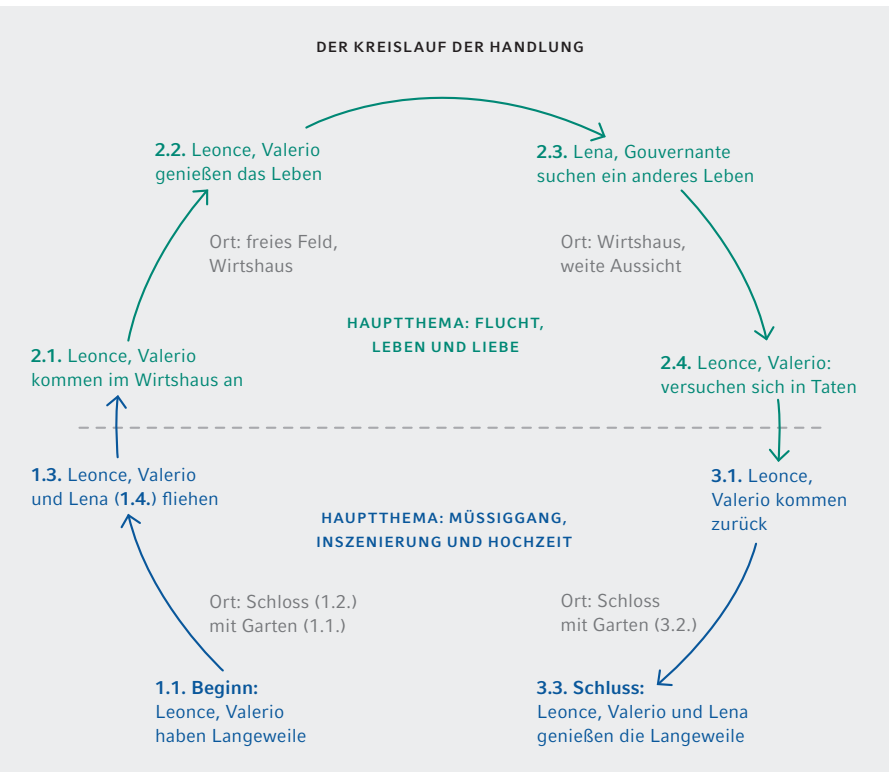 DER KREISLAUF DER HANDLUNG
2.2. Leonce, Valerio
genießen das Leben
2.3. Lena, Gouvernante
suchen ein anderes Leben
Ort: freies Feld,
Wirtshaus
Ort: Wirtshaus,
weite Aussicht
HAUPTTHEMA: FLUCHT,
LEBEN UND LIEBE
2.1. Leonce, Valerio
kommen im Wirtshaus an
2.4. Leonce, Valerio:
versuchen sich in Taten
1.3. Leonce, Valerio
und Lena (1.4.) fliehen
3.1. Leonce,
Valerio kommen
zurück
HAUPTTHEMA: MÜSSIGGANG,
INSZENIERUNG UND HOCHZEIT
Ort: Schloss (1.2.)
mit Garten (1.1.)
Ort: Schloss
mit Garten (3.2.)
1.1. Beginn:
Leonce, Valerio
haben Langeweile
3.3. Schluss:
Leonce, Valerio und Lena
genießen die Langeweile